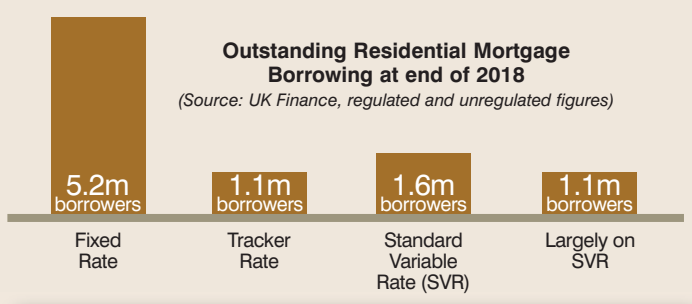 Outstanding Residential Mortgage
Borrowing at end of 2018
(Source: UK Finance, regulated and unregulated figures)
5.2m
borrowers
1.1m
borrowers
1.6m
borrowers
1.1m
borrowers
Fixed
Rate
Tracker
Rate
Standard
Variable
Rate (SVR)
Largely on
SVR